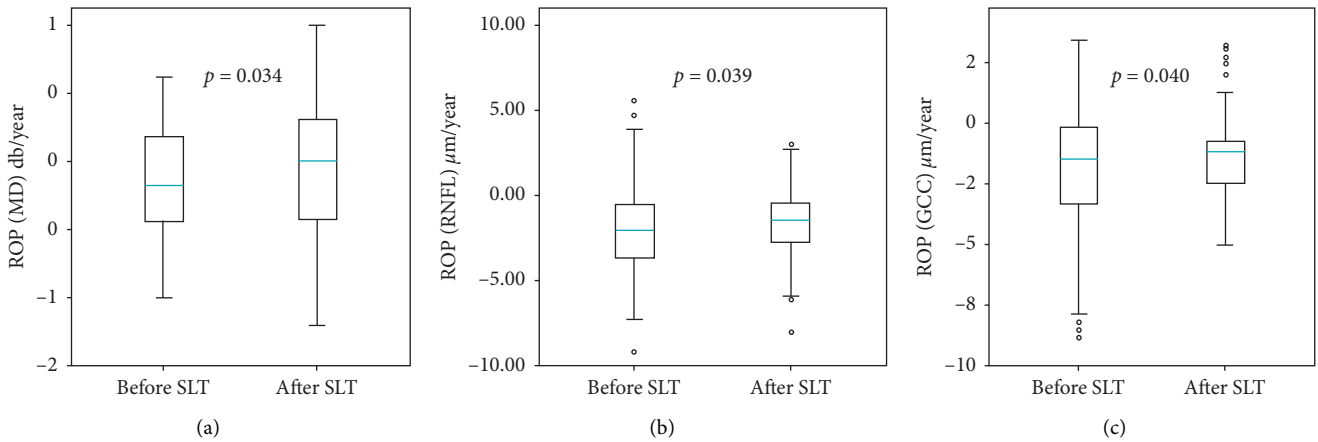 ROP (MD) db/year
1
0
0
0
–1
–2
p = 0.034
Before SLT
After SLT
(a)
ROP (RNFL) μm/year
10.00
5.00
0.00
–5.00
–10.00
p = 0.039
Before SLT
After SLT
(b)
ROP (GCC) μm/year
2
0
–2
–5
–8
–10
p = 0.040
Before SLT
After SLT
(c)